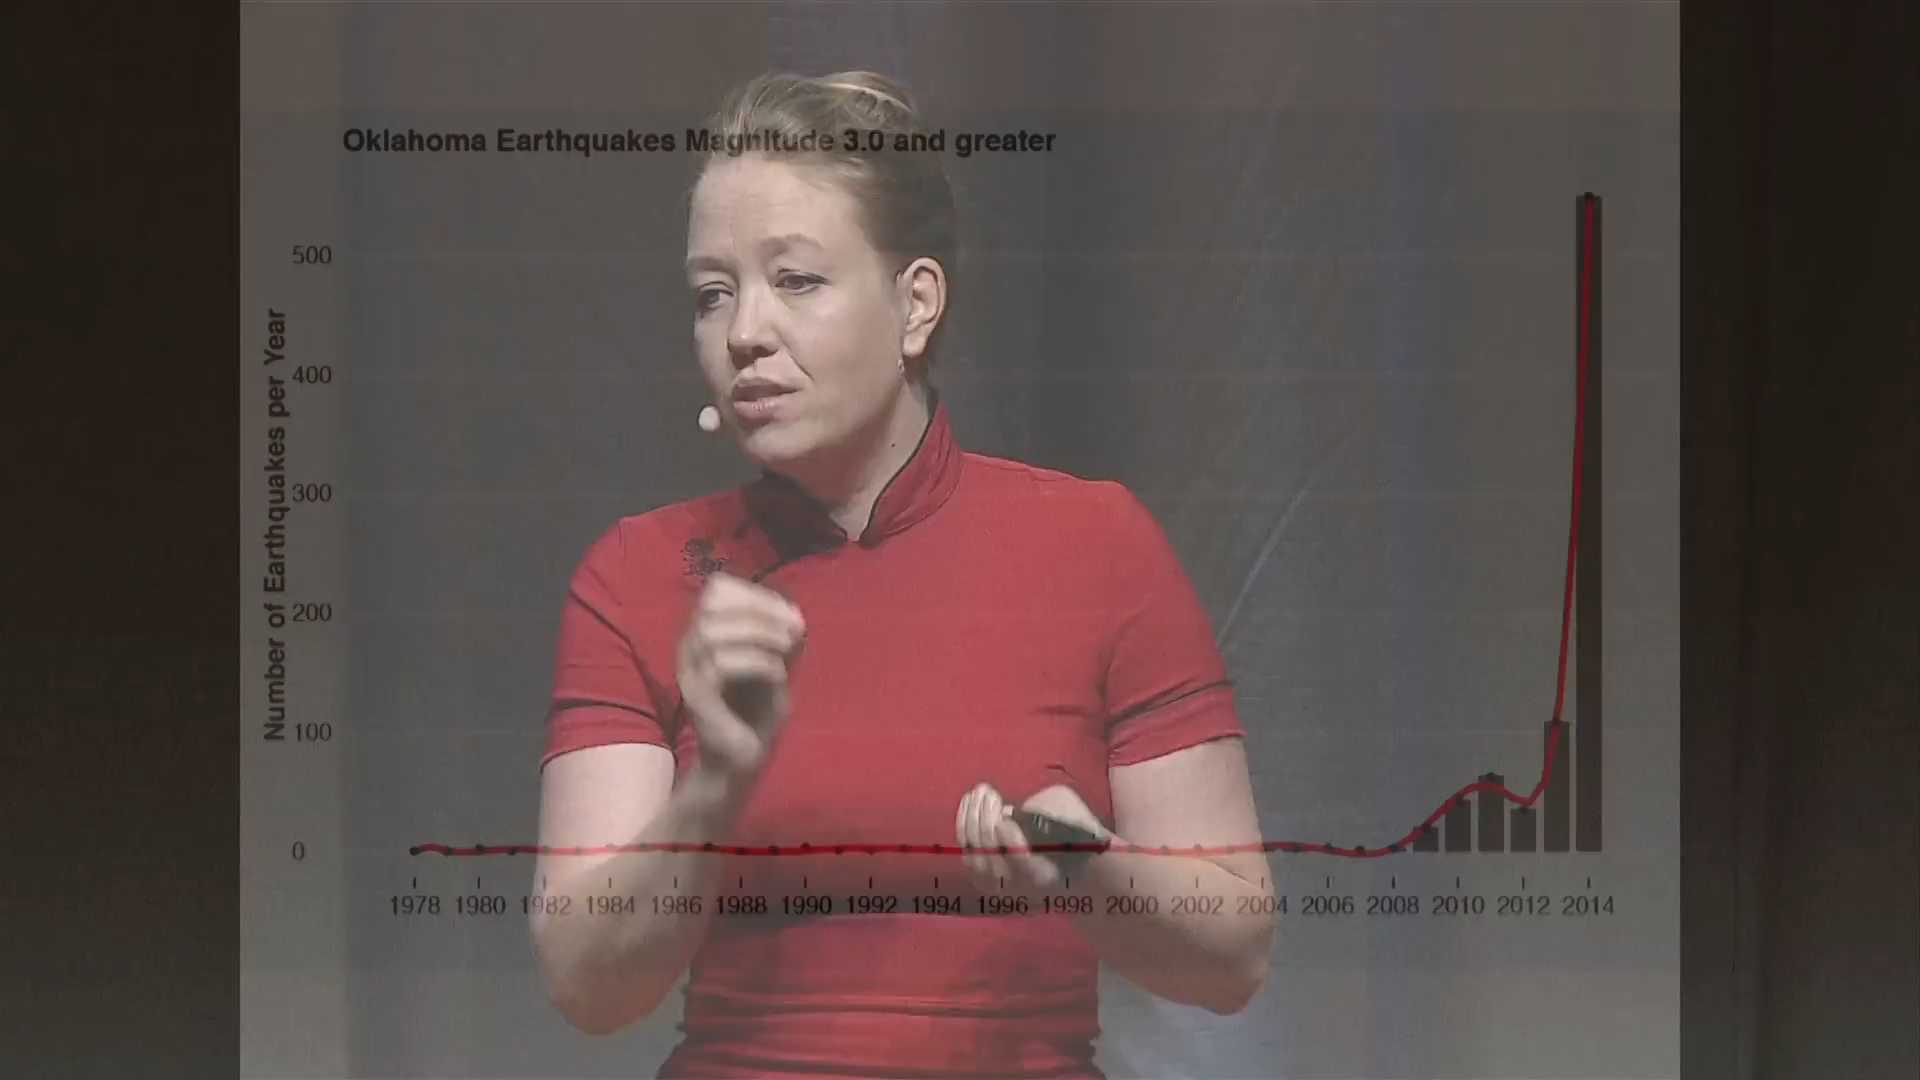 Oklahoma Earthquakes Magnitude 3.0 and greater
Number of Earthquakes per Year
500
400
300
200
100
0
1978 1980 1982 1984 1986 1988 1990 1992 1994 1996 1998 2000 2002 2004 2006 2008 2010 2012 2014